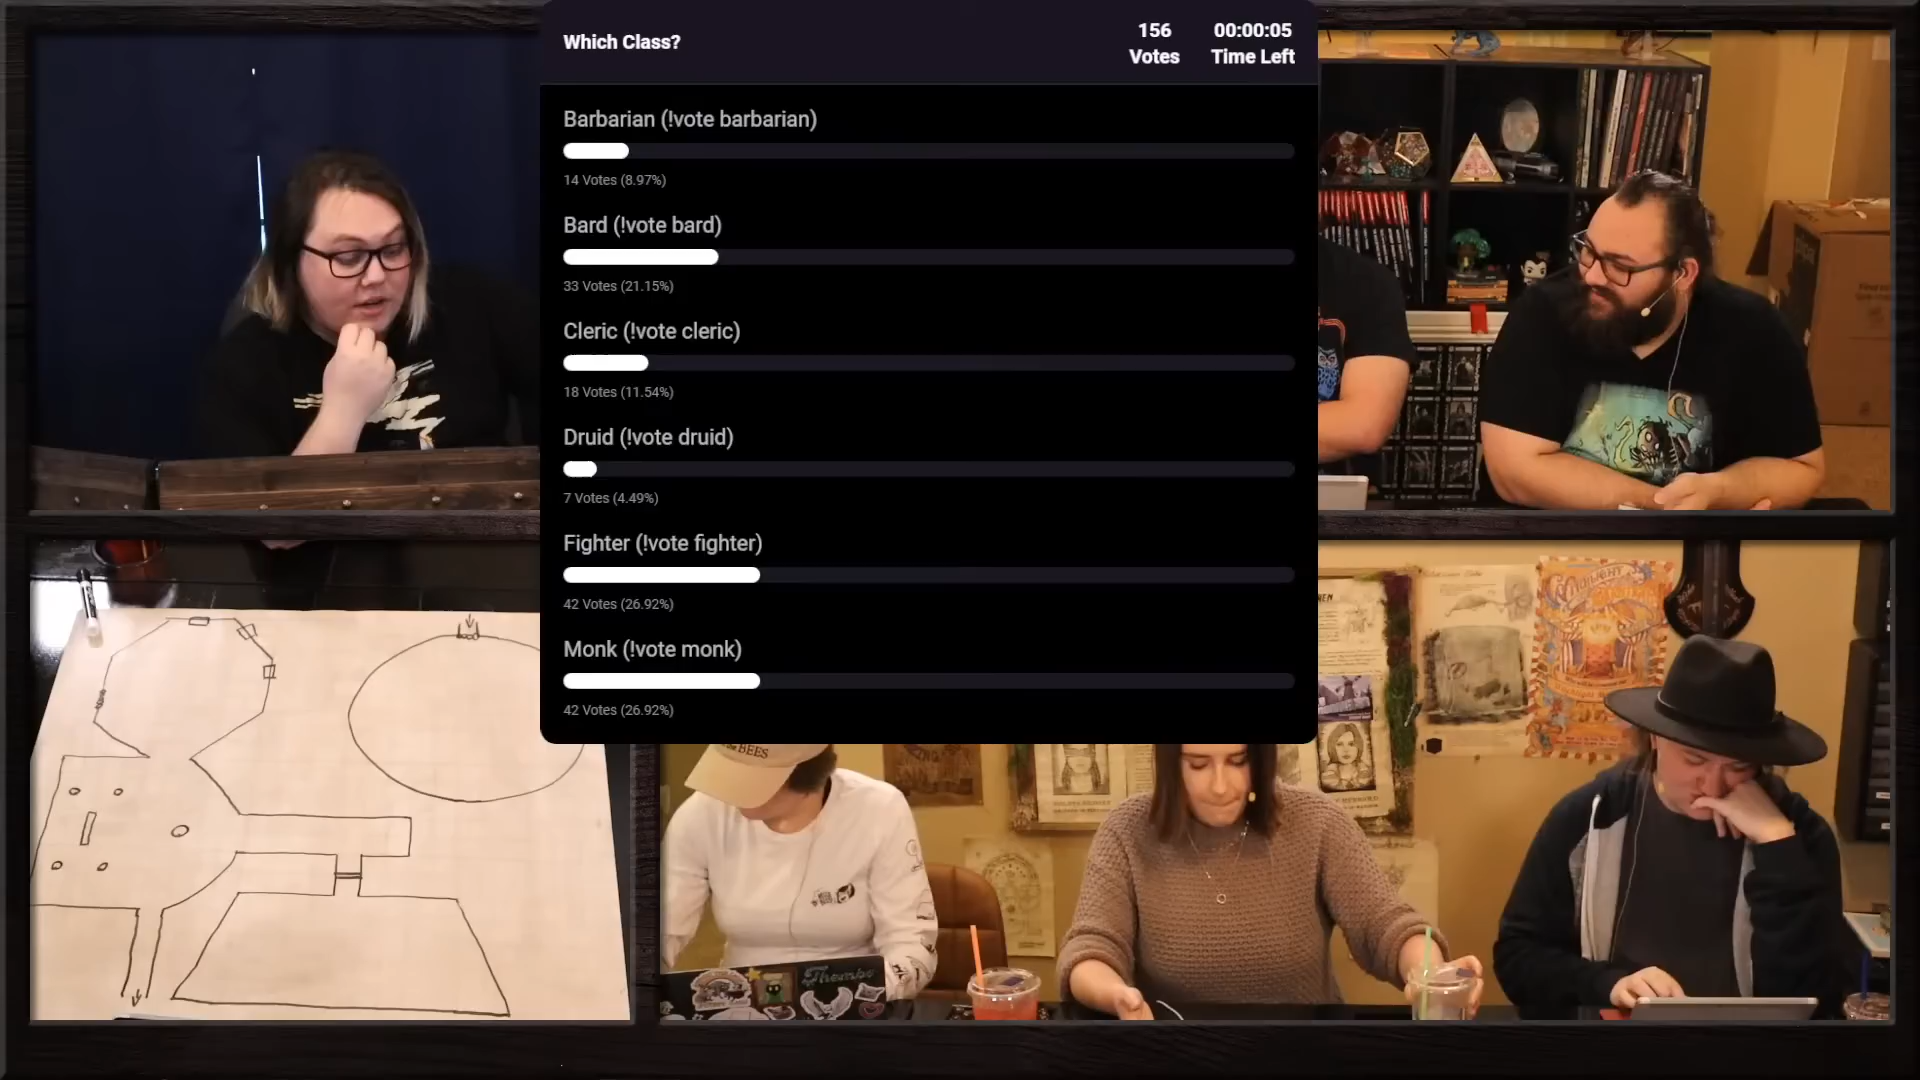 Which Class?
156
Votes
00:00:05
Time Left
Barbarian (!vote barbarian)
14 Votes (8.97%)
Bard (!vote bard)
33 Votes (21.15%)
Cleric (!vote cleric)
18 Votes (11.54%)
Druid (!vote druid)
7 Votes (4.49%)
Fighter (!vote fighter)
42 Votes (26.92%)
Monk (!vote monk)
42 Votes (26.92%)
BEES